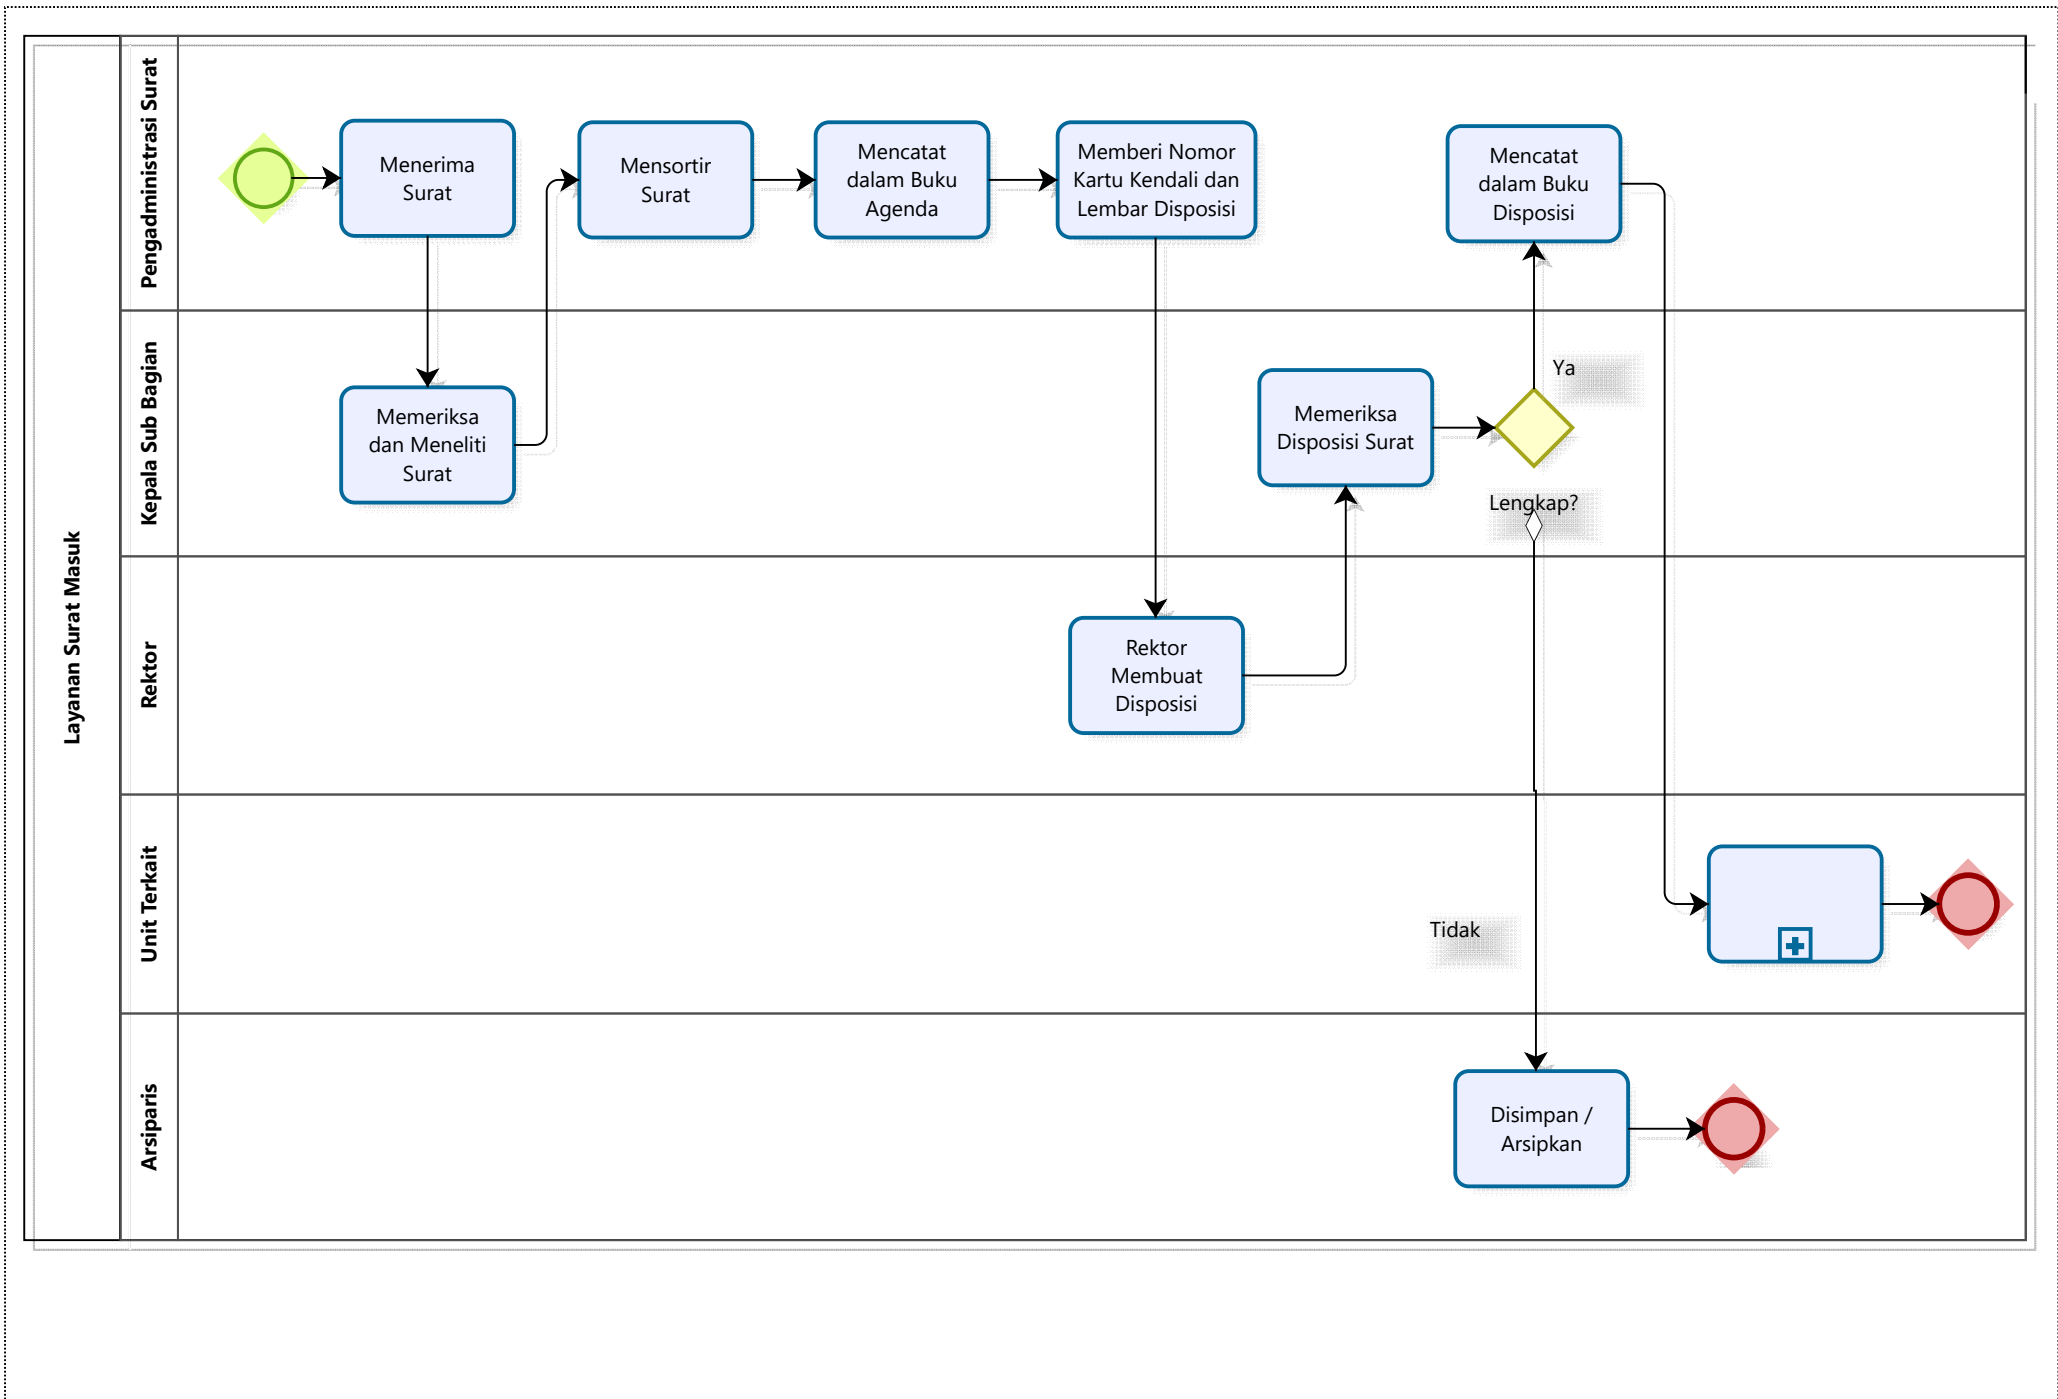 Layanan Surat Masuk
Pengadministrasi Surat
Menerima
Surat
Mensortir
Surat
Mencatat
dalam Buku
Agenda
Memberi Nomor
Kartu Kendali dan
Lembar Disposisi
Mencatat
dalam Buku
Disposisi
Kepala Sub Bagian
Memeriksa
dan Meneliti
Surat
Memeriksa
Disposisi Surat
Ya
Lengkap?
Rektor
Rektor
Membuat
Disposisi
Unit Terkait
Tidak
Arsiparis
Disimpan /
Arsipkan